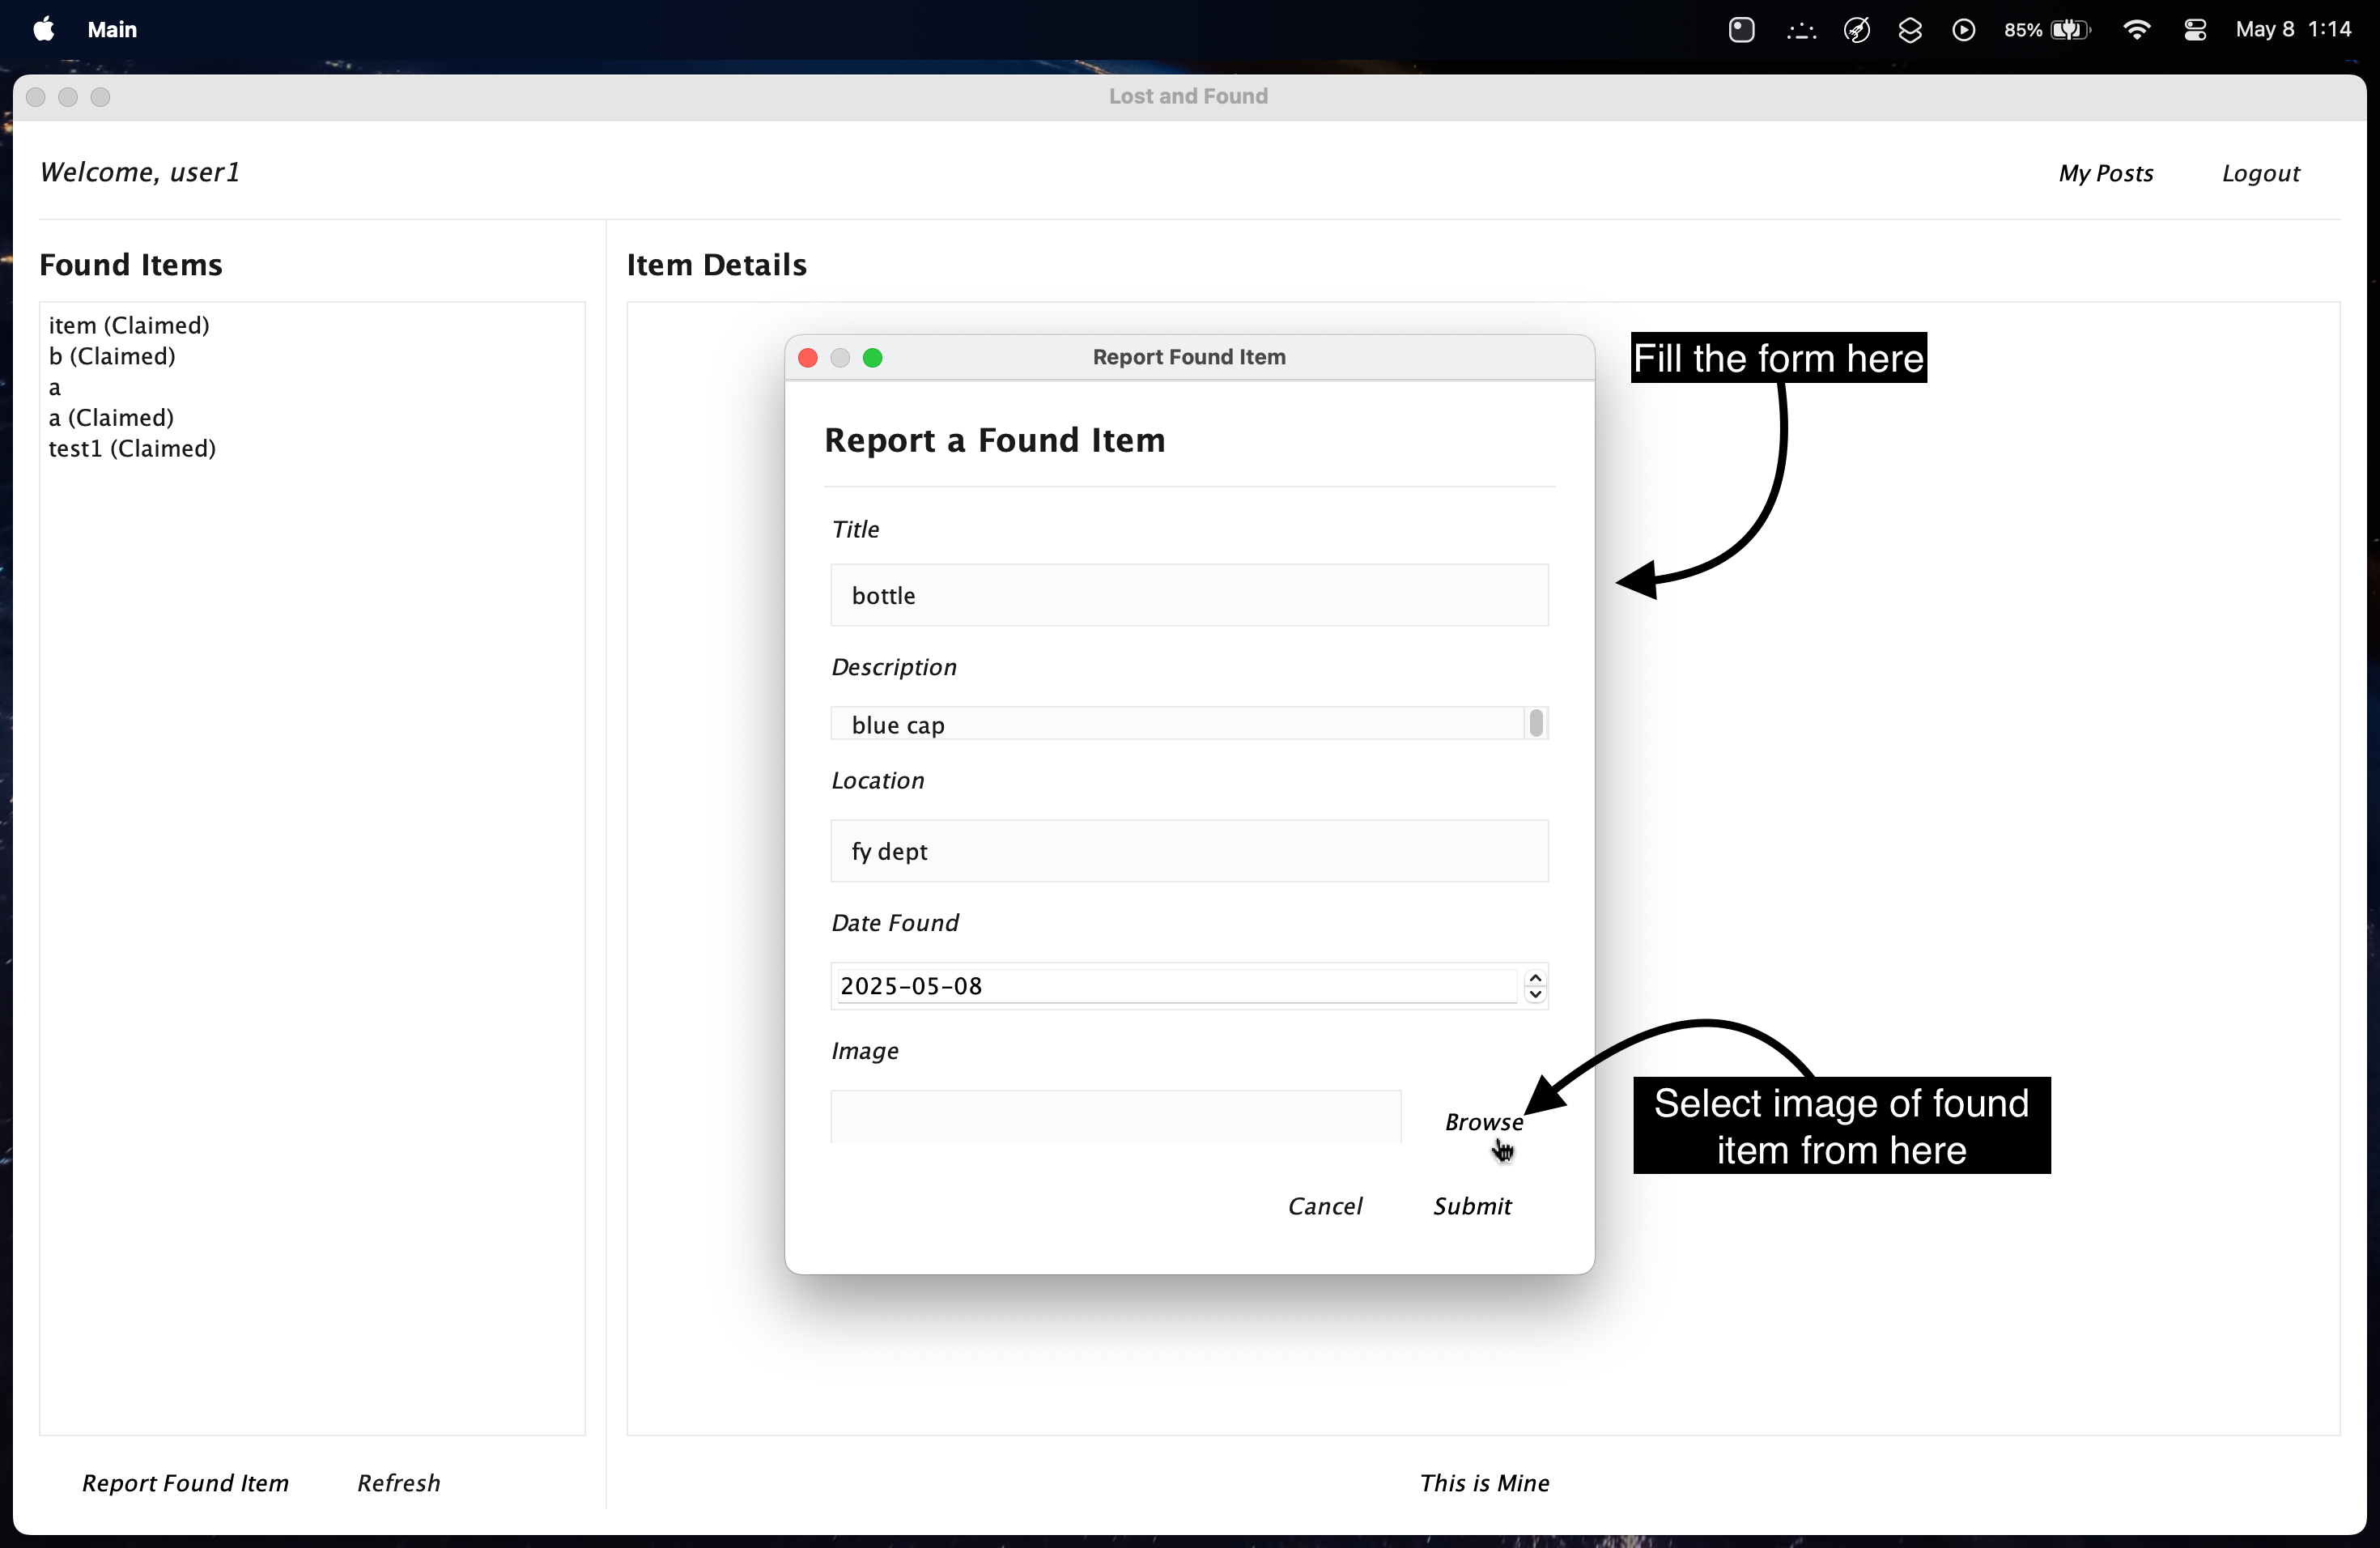 Main
85%
May 8 1:14
Lost and Found
Welcome, user1
My Posts
Logout
Found Items
item (Claimed)
b (Claimed)
a
a (Claimed)
test1 (Claimed)
Report Found Item
Refresh
Item Details
Report Found Item
Report a Found Item
Title
bottle
Description
blue cap
Location
fy dept
Date Found
2025-05-08
Image
Browse
Cancel
Submit
Fill the form here
Select image of found
item from here
This is Mine